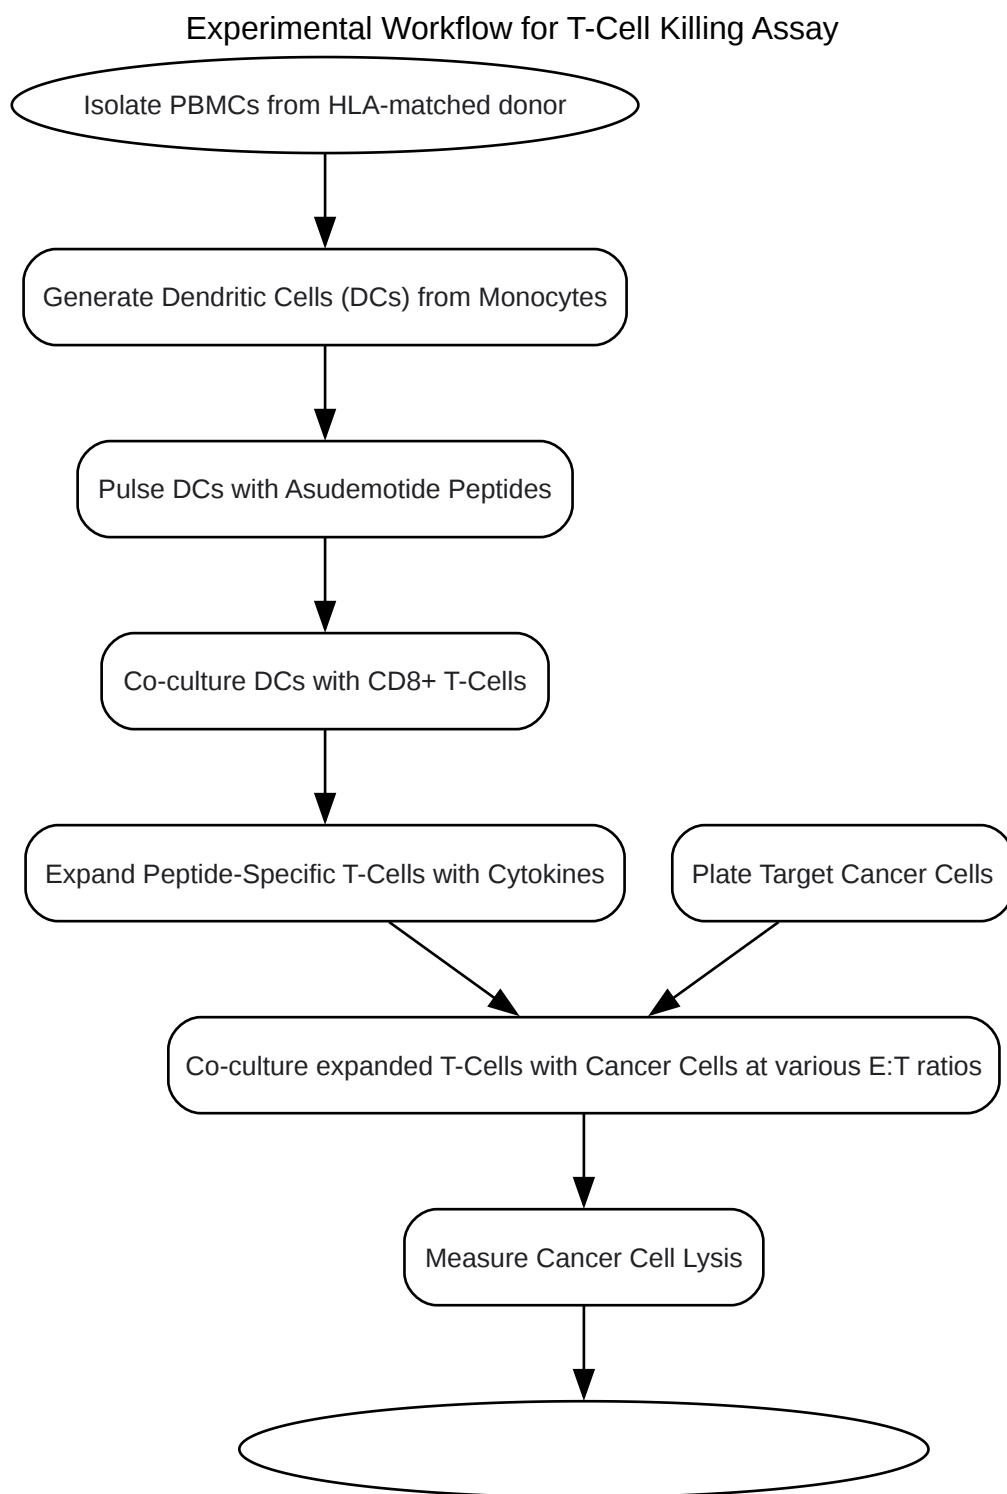 Experimental Workflow for T-Cell Killing Assay
Isolate PBMCs from HLA-matched donor
Generate Dendritic Cells (DCs) from Monocytes
Pulse DCs with Asudemotide Peptides
Co-culture DCs with CD8+ T-Cells
Expand Peptide-Specific T-Cells with Cytokines
Plate Target Cancer Cells
Co-culture expanded T-Cells with Cancer Cells at various E:T ratios
Measure Cancer Cell Lysis